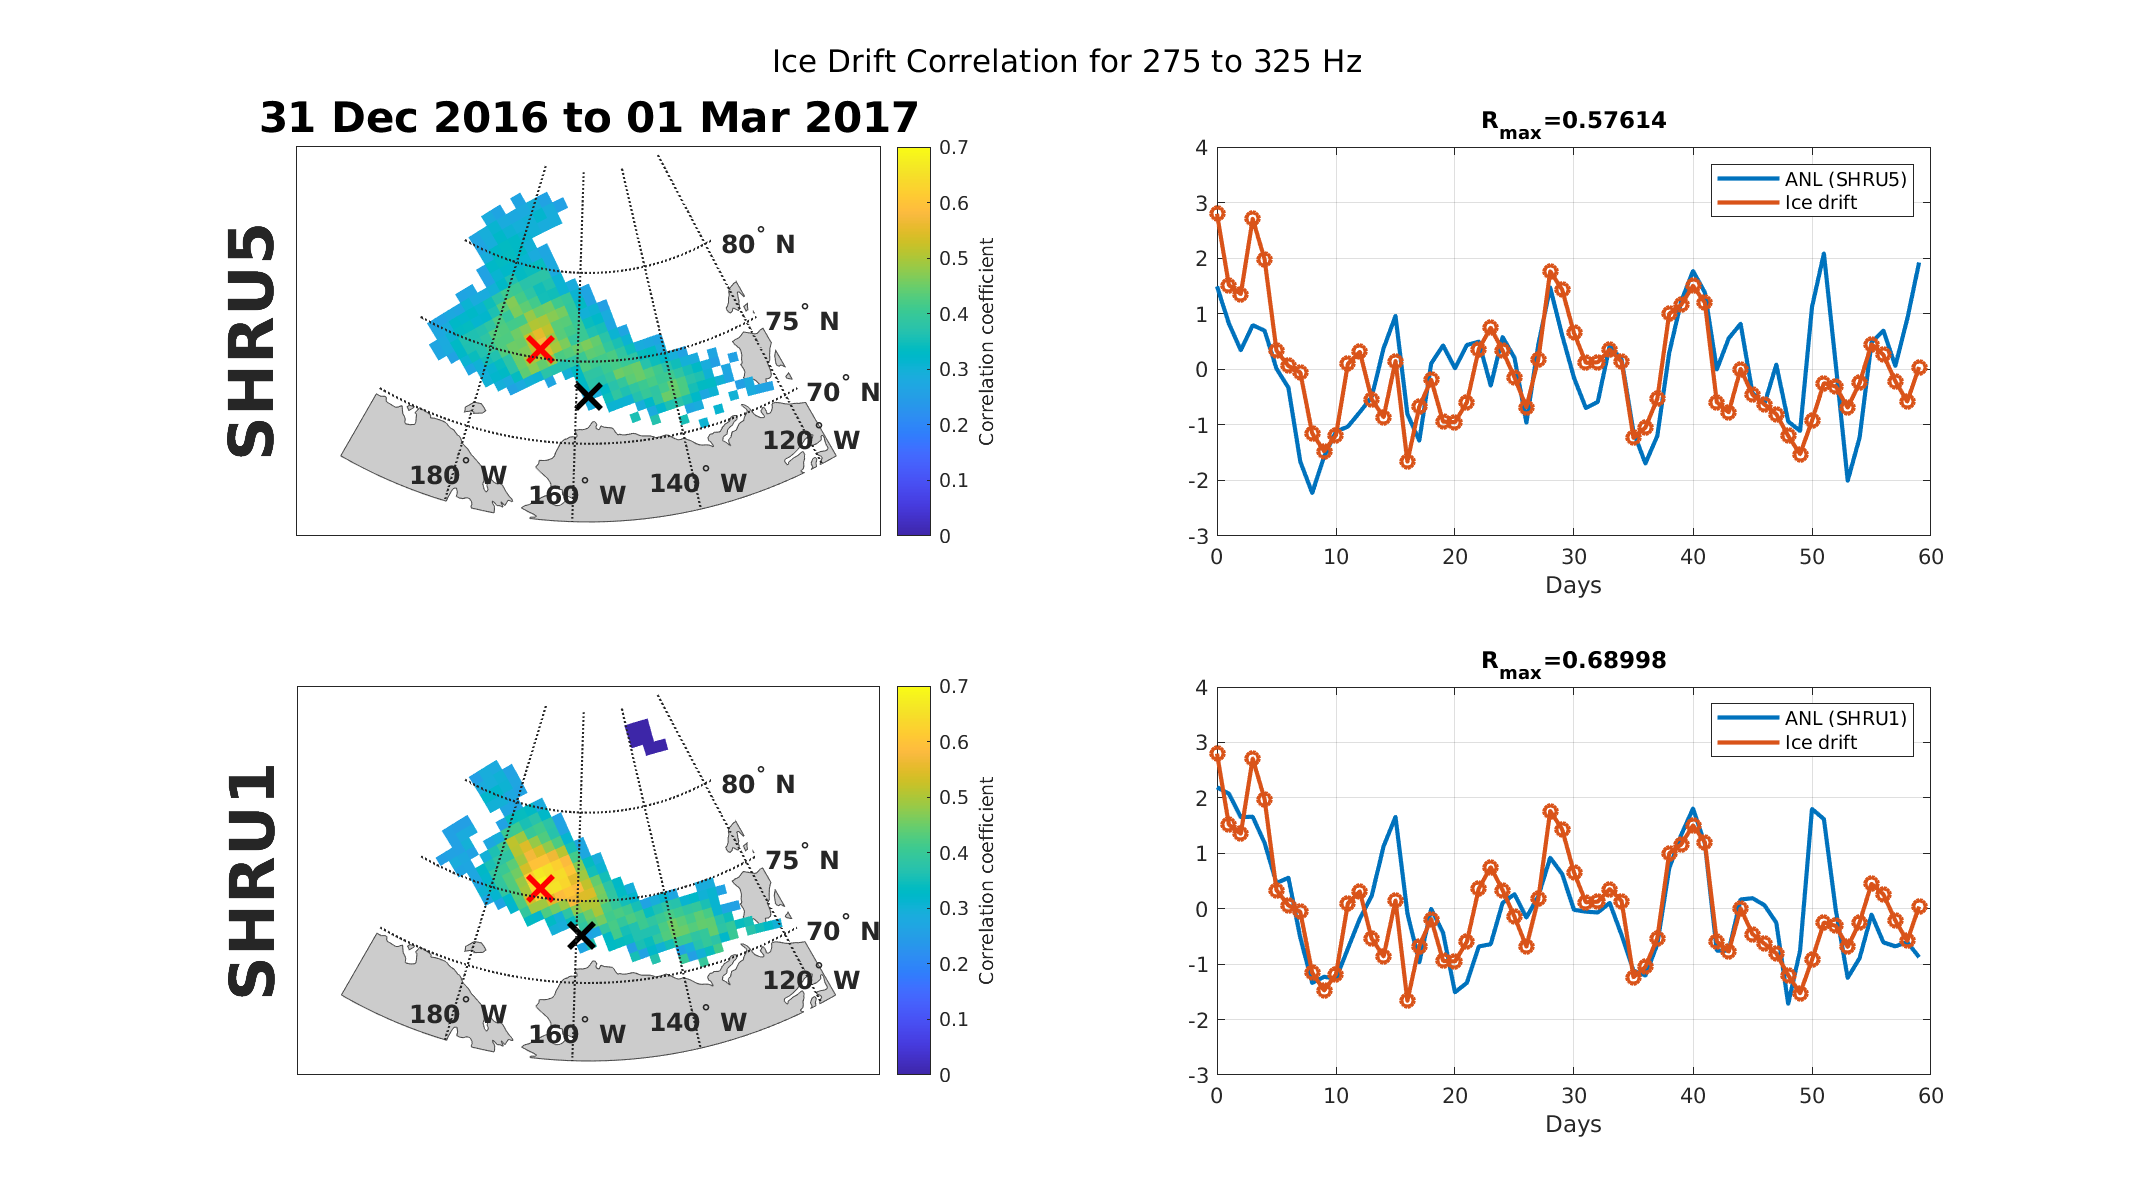 Ice Drift Correlation for 275 to 325 Hz
31 Dec 2016 to 01 Mar 2017
SHRU5
80° N
75° N
70° N
120° W
180° W
160° W
140° W
0.7
0.6
0.5
0.4
0.3
0.2
0.1
0
Correlation coefficient
Rmax=0.57614
ANL (SHRU5)
Ice drift
4
3
2
1
0
-1
-2
-3
0 10 20 30 40 50 60
Days
SHRU1
80° N
75° N
70° N
120° W
180° W
160° W
140° W
0.7
0.6
0.5
0.4
0.3
0.2
0.1
0
Correlation coefficient
Rmax=0.68998
ANL (SHRU1)
Ice drift
4
3
2
1
0
-1
-2
-3
0 10 20 30 40 50 60
Days